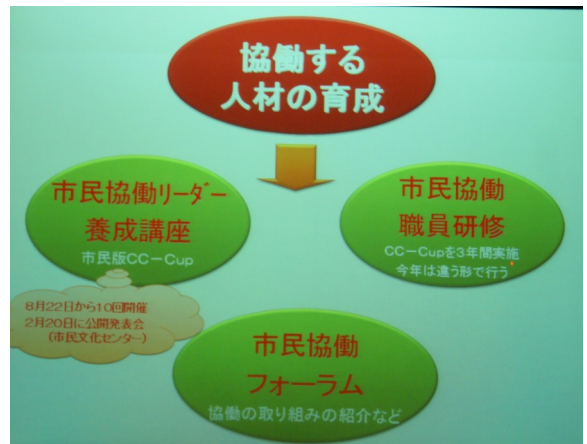 協働する
人材の育成
市民協働リーダー
養成講座
市民版CC－Cup
市民協働
職員研修
CC－Cupを3年間実施
今年は違う形で行う
8月22日から10回開催
2月20日に公開発表会
(市民文化センター)
市民協働
フォーラム
協働の取り組みの紹介など